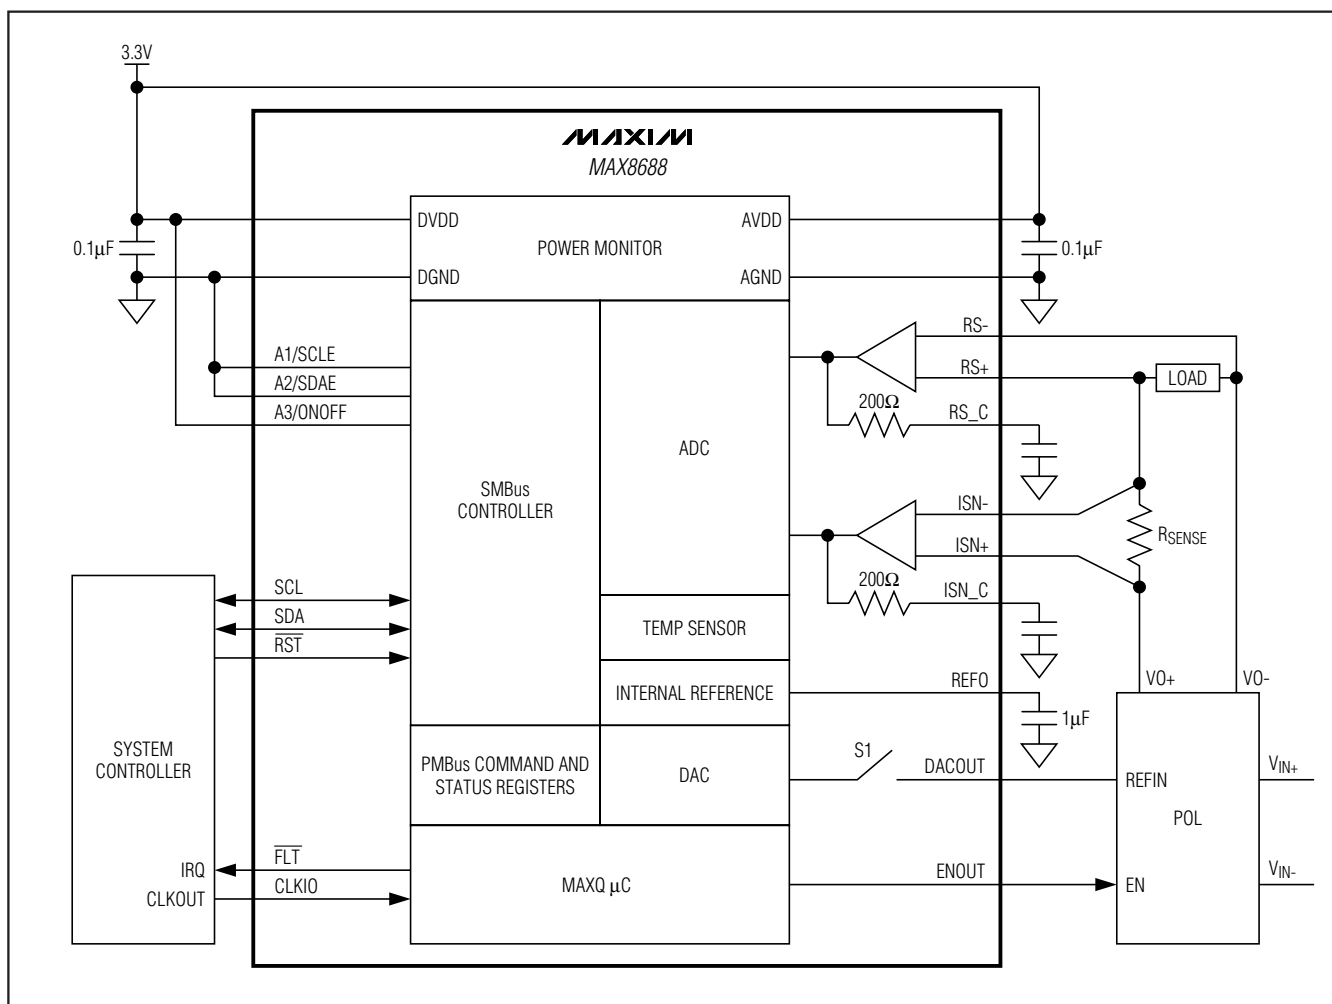 3.3V
MAXIM
MAX8688
DVDD
AVDD
0.1µF
POWER MONITOR
0.1µF
DGND
AGND
RS-
A1/SCLE
RS+
LOAD
A2/SDAE
200Ω
A3/ONOFF
RS_C
ADC
SMBus
CONTROLLER
ISN-
RSENSE
ISN+
200Ω
SCL
ISN_C
SDA
TEMP SENSOR
RST
VO+
VO-
INTERNAL REFERENCE
REFO
1µF
SYSTEM
CONTROLLER
PMBus COMMAND AND
STATUS REGISTERS
DAC
S1
DACOUT
REFIN
VIN+
POL
FLT
IRQ
MAXQ µC
ENOUT
EN
VIN-
CLKIO
CLKOUT